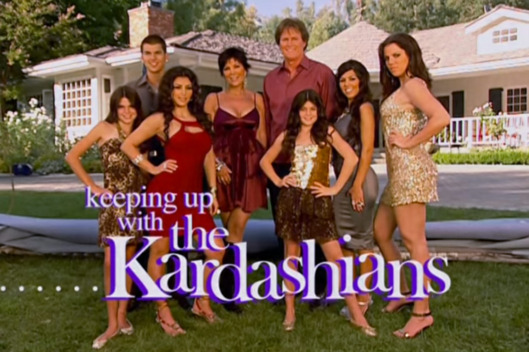 keeping up
with the
......Kardashians